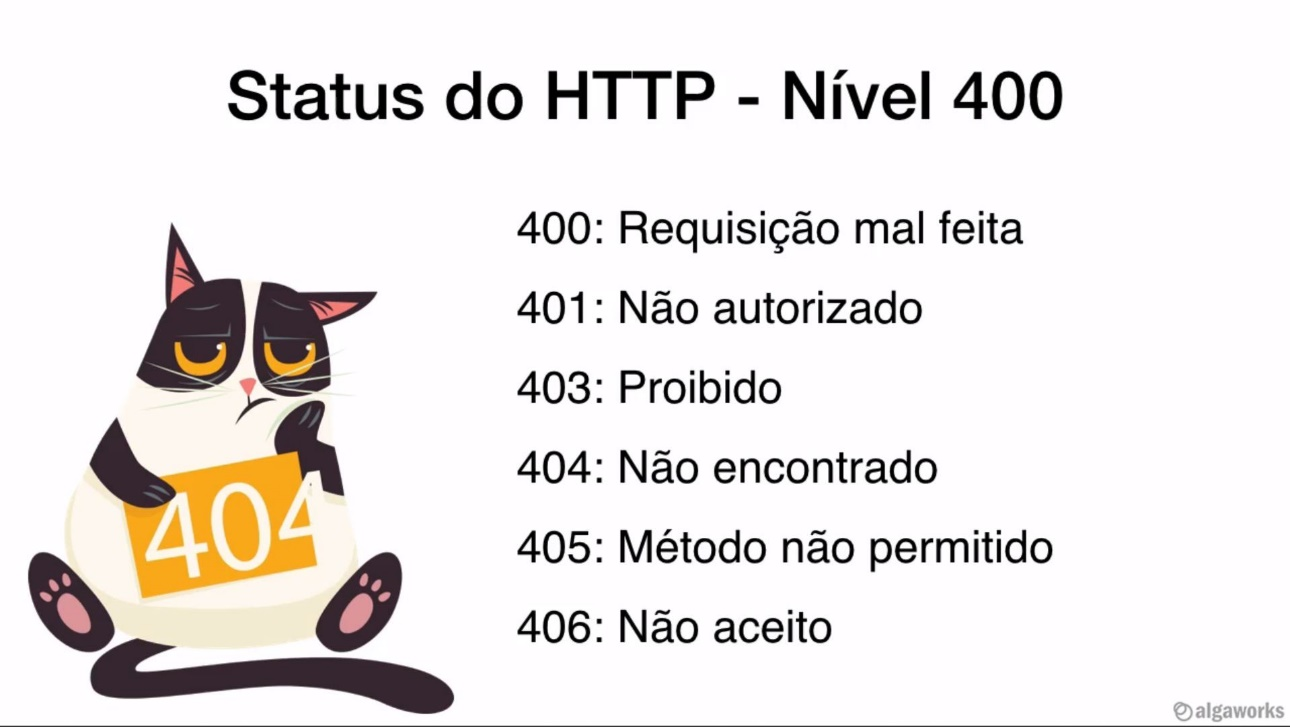 Status do HTTP - Nível 400
400: Requisição mal feita
401: Não autorizado
403: Proibido
404: Não encontrado
405: Método não permitido
406: Não aceito
404
algaworks